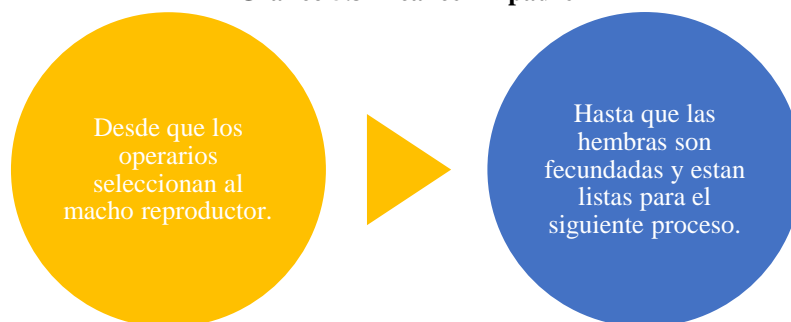 Desde que los
operarios
seleccionan al
macho reproductor.
Hasta que las
hembras son
fecundadas y estan
listas para el
siguiente proceso.